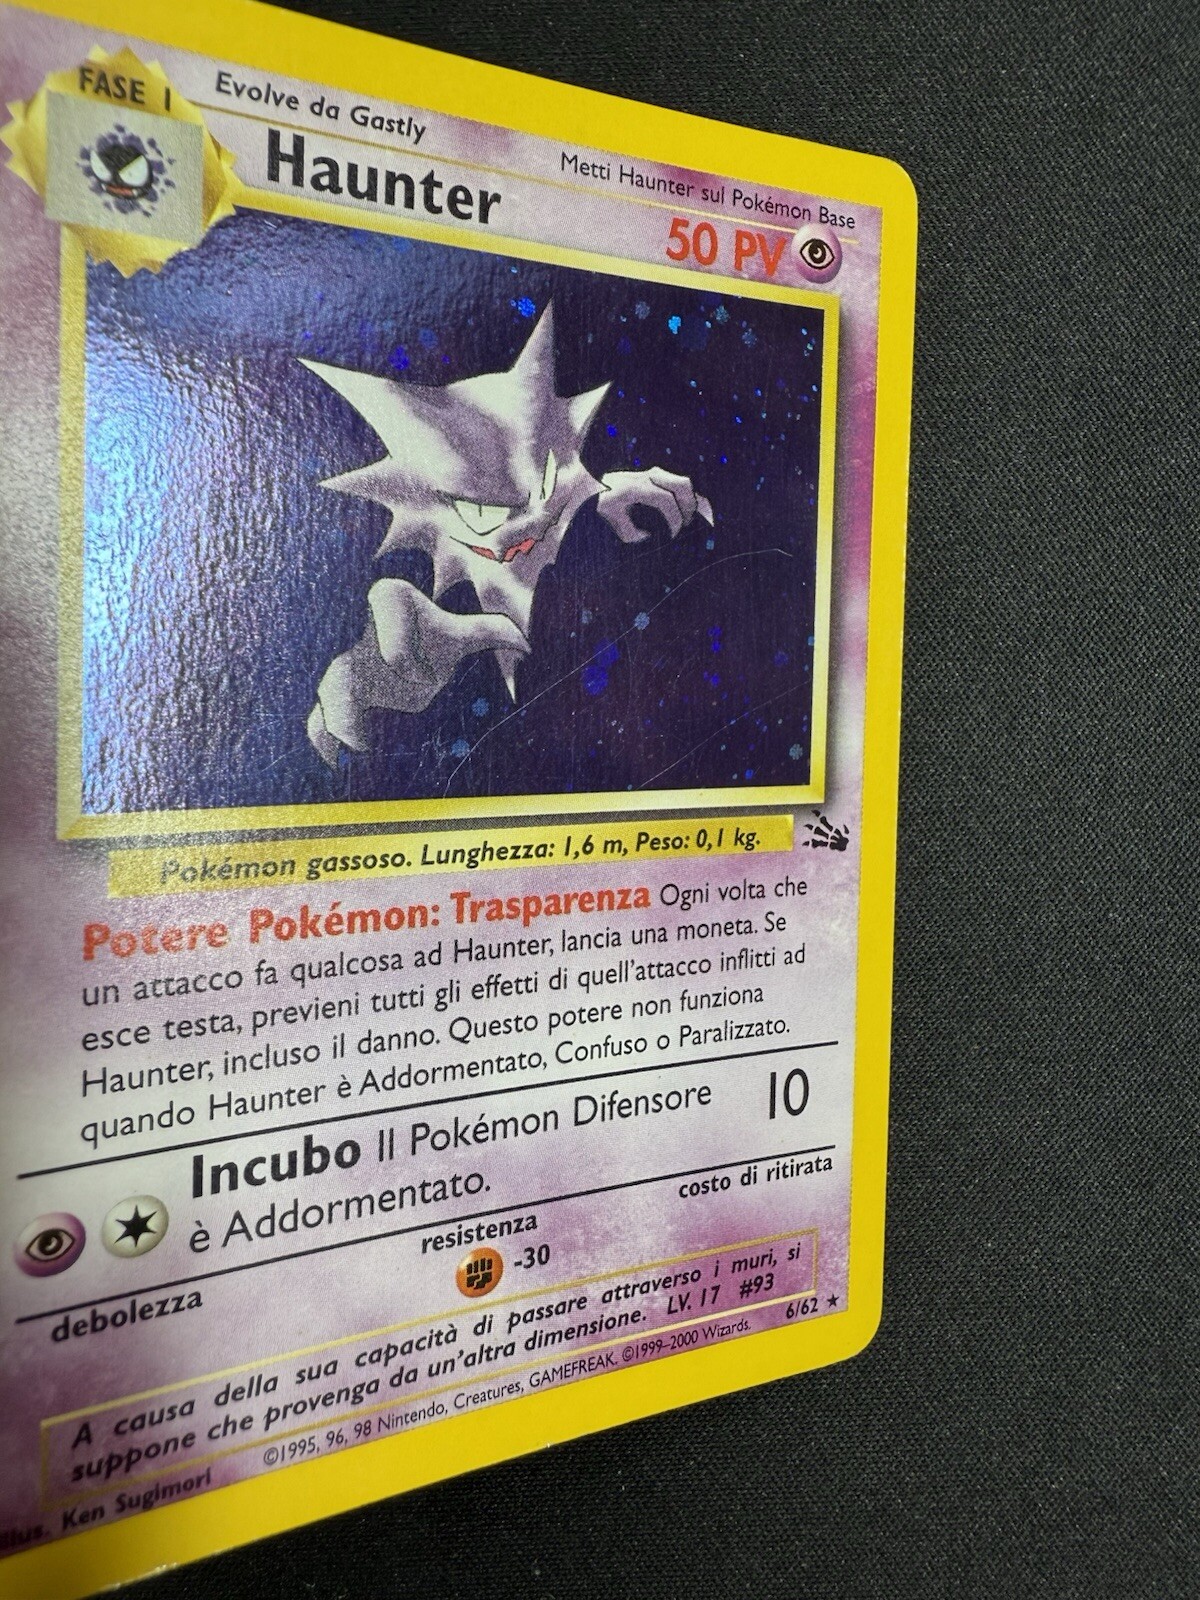 FASE 1
Evolve da Gastly
Haunter
Metti Haunter sul Pokémon Base
50 PV
Pokémon gassoso. Lunghezza: 1,6 m, Peso: 0,1 kg.
Potere Pokémon: Trasparenza Ogni volta che
un attacco fa qualcosa ad Haunter, lancia una moneta. Se
esce testa, previeni tutti gli effetti di quell'attacco inflitti ad
Haunter, incluso il danno. Questo potere non funziona
quando Haunter è Addormentato, Confuso o Paralizzato.
Incubo Il Pokémon Difensore
è Addormentato.
10
debolezza
resistenza
-30
costo di ritirata
A causa della sua capacità di passare attraverso i muri, si
suppone che provenga da un'altra dimensione. LV. 17 #93
Illus. Ken Sugimori
©1995, 96, 98 Nintendo, Creatures, GAMEFREAK. ©1999–2000 Wizards.
6/62 ★